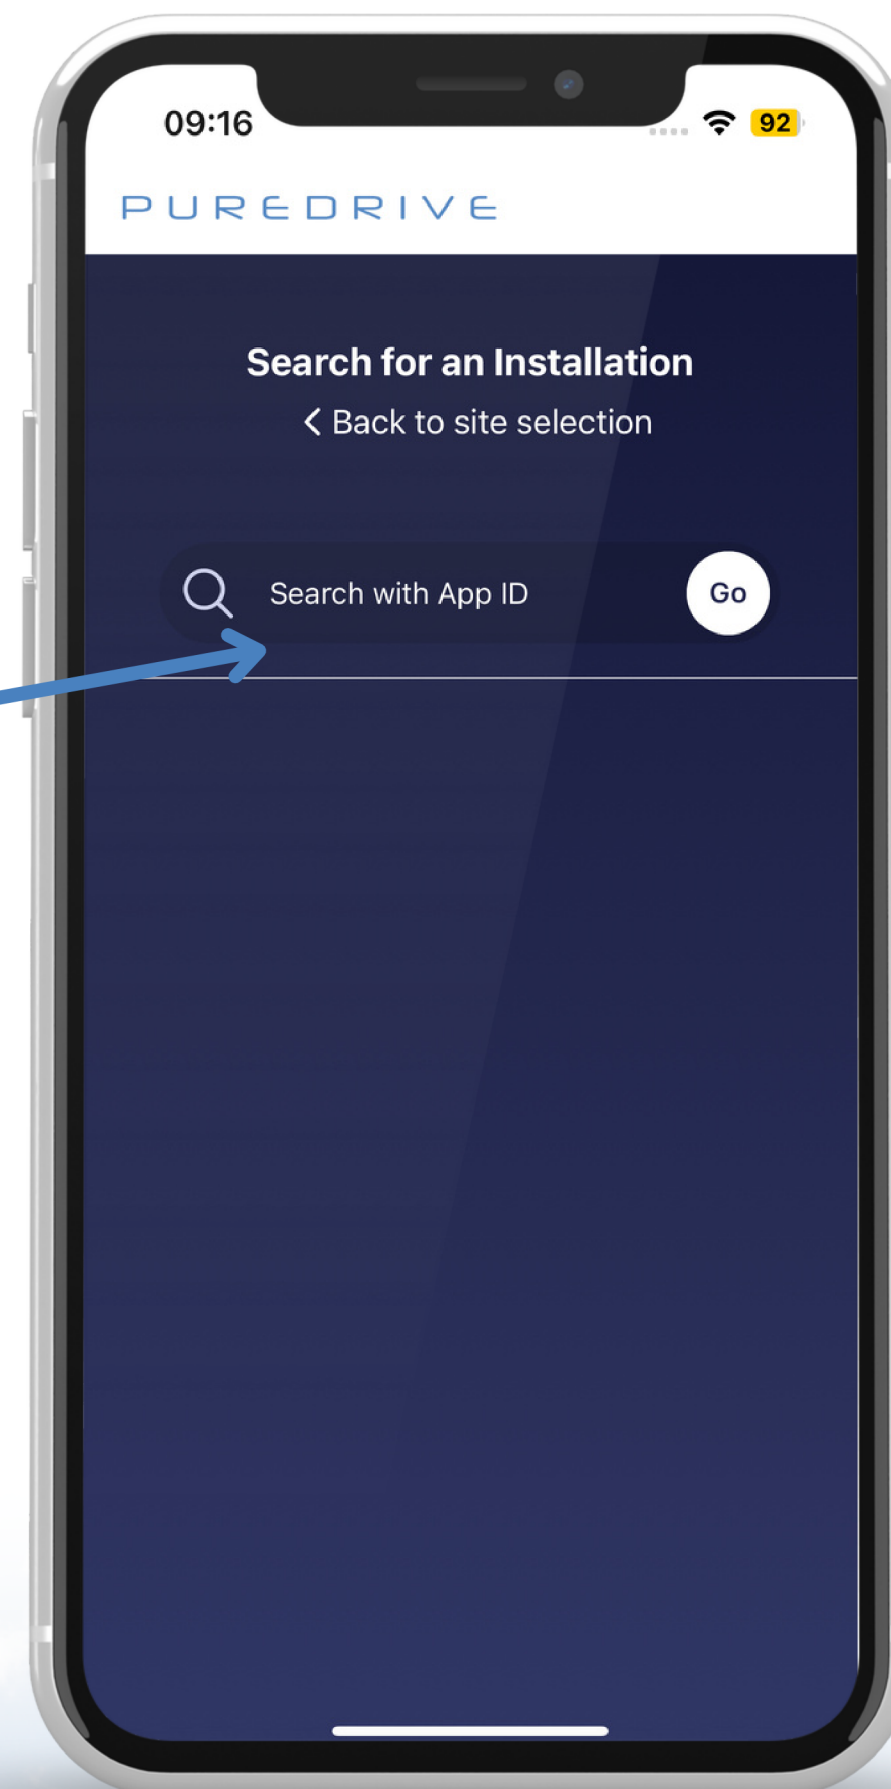 09:16
92
PUREDRIVE
Search for an Installation
Back to site selection
Search with App ID
Go